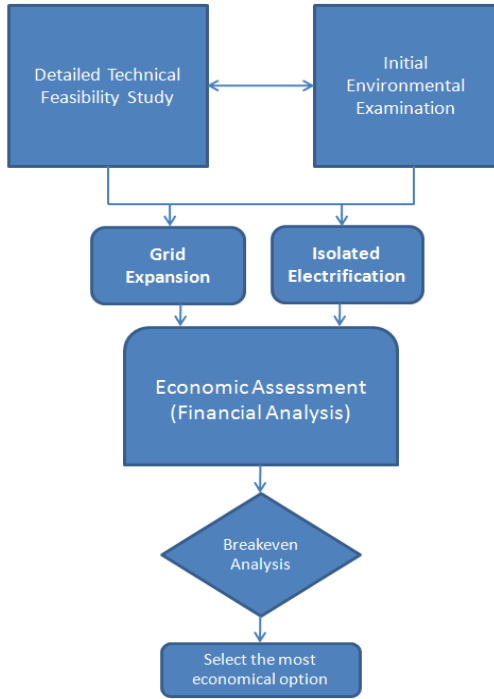 Detailed Technical
Feasibility Study
Initial
Environmental
Examination
Grid
Expansion
Isolated
Electrification
Economic Assessment
(Financial Analysis)
Breakeven
Analysis
Select the most
economical option